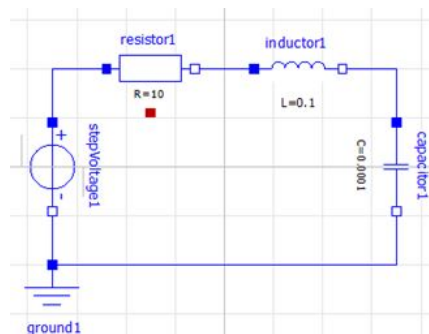 resistor1
inductor1
R=10
L=0.1
+
stepVoltage1
-
C=0.0001
capacitor1
ground1